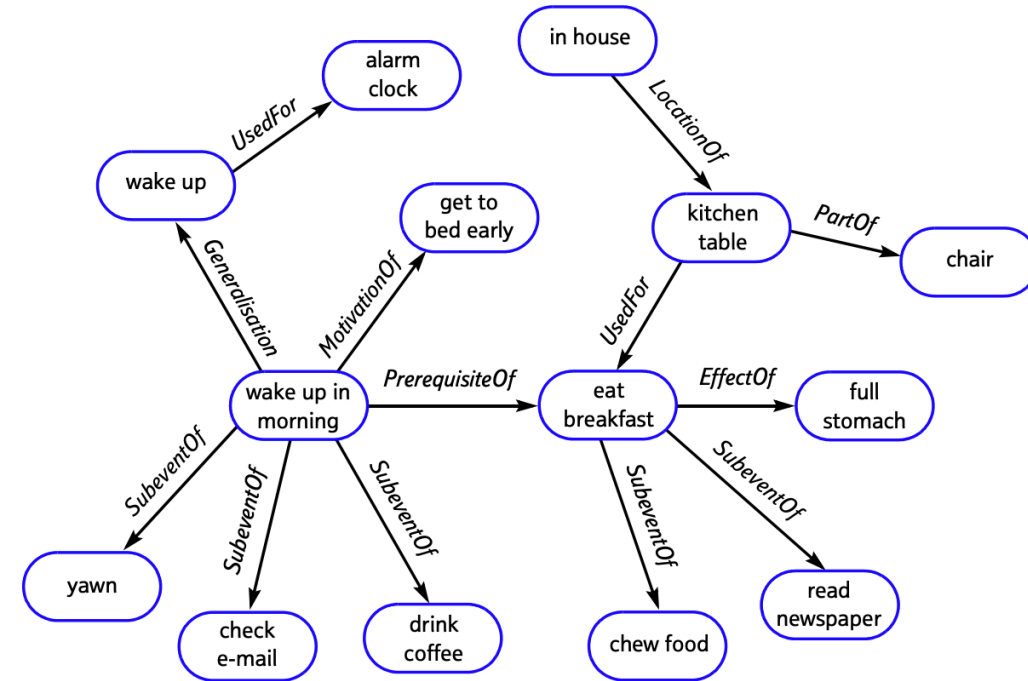 in house
alarm
clock
UsedFor
LocationOf
wake up
get to
bed early
kitchen
table
PartOf
chair
Generalisation
MotivationOf
UsedFor
wake up in
morning
PrerequisiteOf
eat
breakfast
EffectOf
full
stomach
SubeventOf
SubeventOf
SubeventOf
SubeventOf
SubeventOf
yawn
check
e-mail
drink
coffee
chew food
read
newspaper